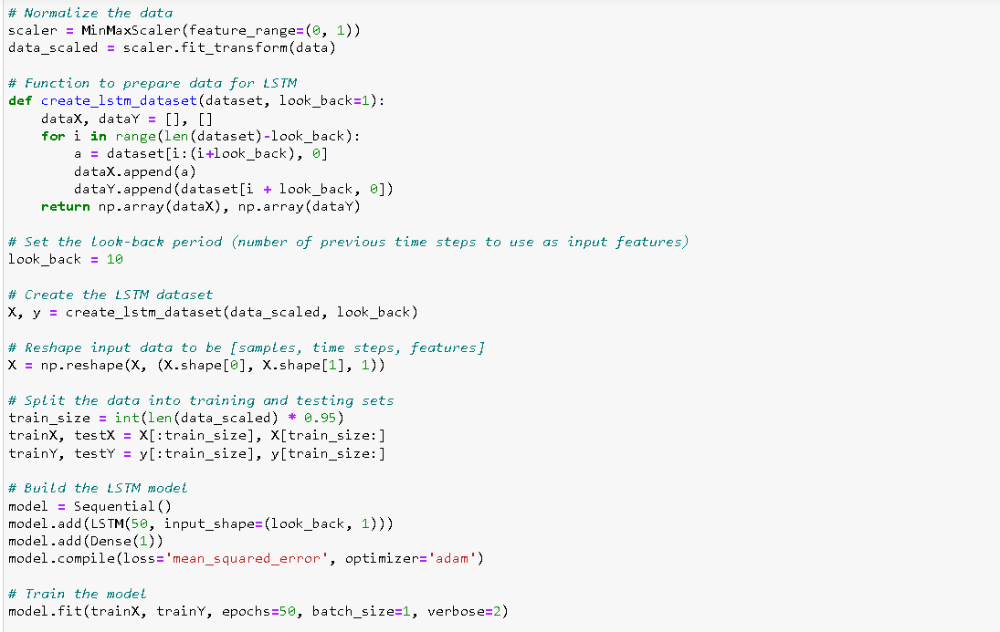 # Normalize the data
scaler = MinMaxScaler(feature_range=(0, 1))
data_scaled = scaler.fit_transform(data)

# Function to prepare data for LSTM
def create_lstm_dataset(dataset, look_back=1):
    dataX, dataY = [], []
    for i in range(len(dataset)-look_back):
        a = dataset[i:(i+look_back), 0]
        dataX.append(a)
        dataY.append(dataset[i + look_back, 0])
    return np.array(dataX), np.array(dataY)

# Set the look-back period (number of previous time steps to use as input features)
look_back = 10

# Create the LSTM dataset
X, y = create_lstm_dataset(data_scaled, look_back)

# Reshape input data to be [samples, time steps, features]
X = np.reshape(X, (X.shape[0], X.shape[1], 1))

# Split the data into training and testing sets
train_size = int(len(data_scaled) * 0.95)
trainX, testX = X[:train_size], X[train_size:]
trainY, testY = y[:train_size], y[train_size:]

# Build the LSTM model
model = Sequential()
model.add(LSTM(50, input_shape=(look_back, 1)))
model.add(Dense(1))
model.compile(loss='mean_squared_error', optimizer='adam')

# Train the model
model.fit(trainX, trainY, epochs=50, batch_size=1, verbose=2)